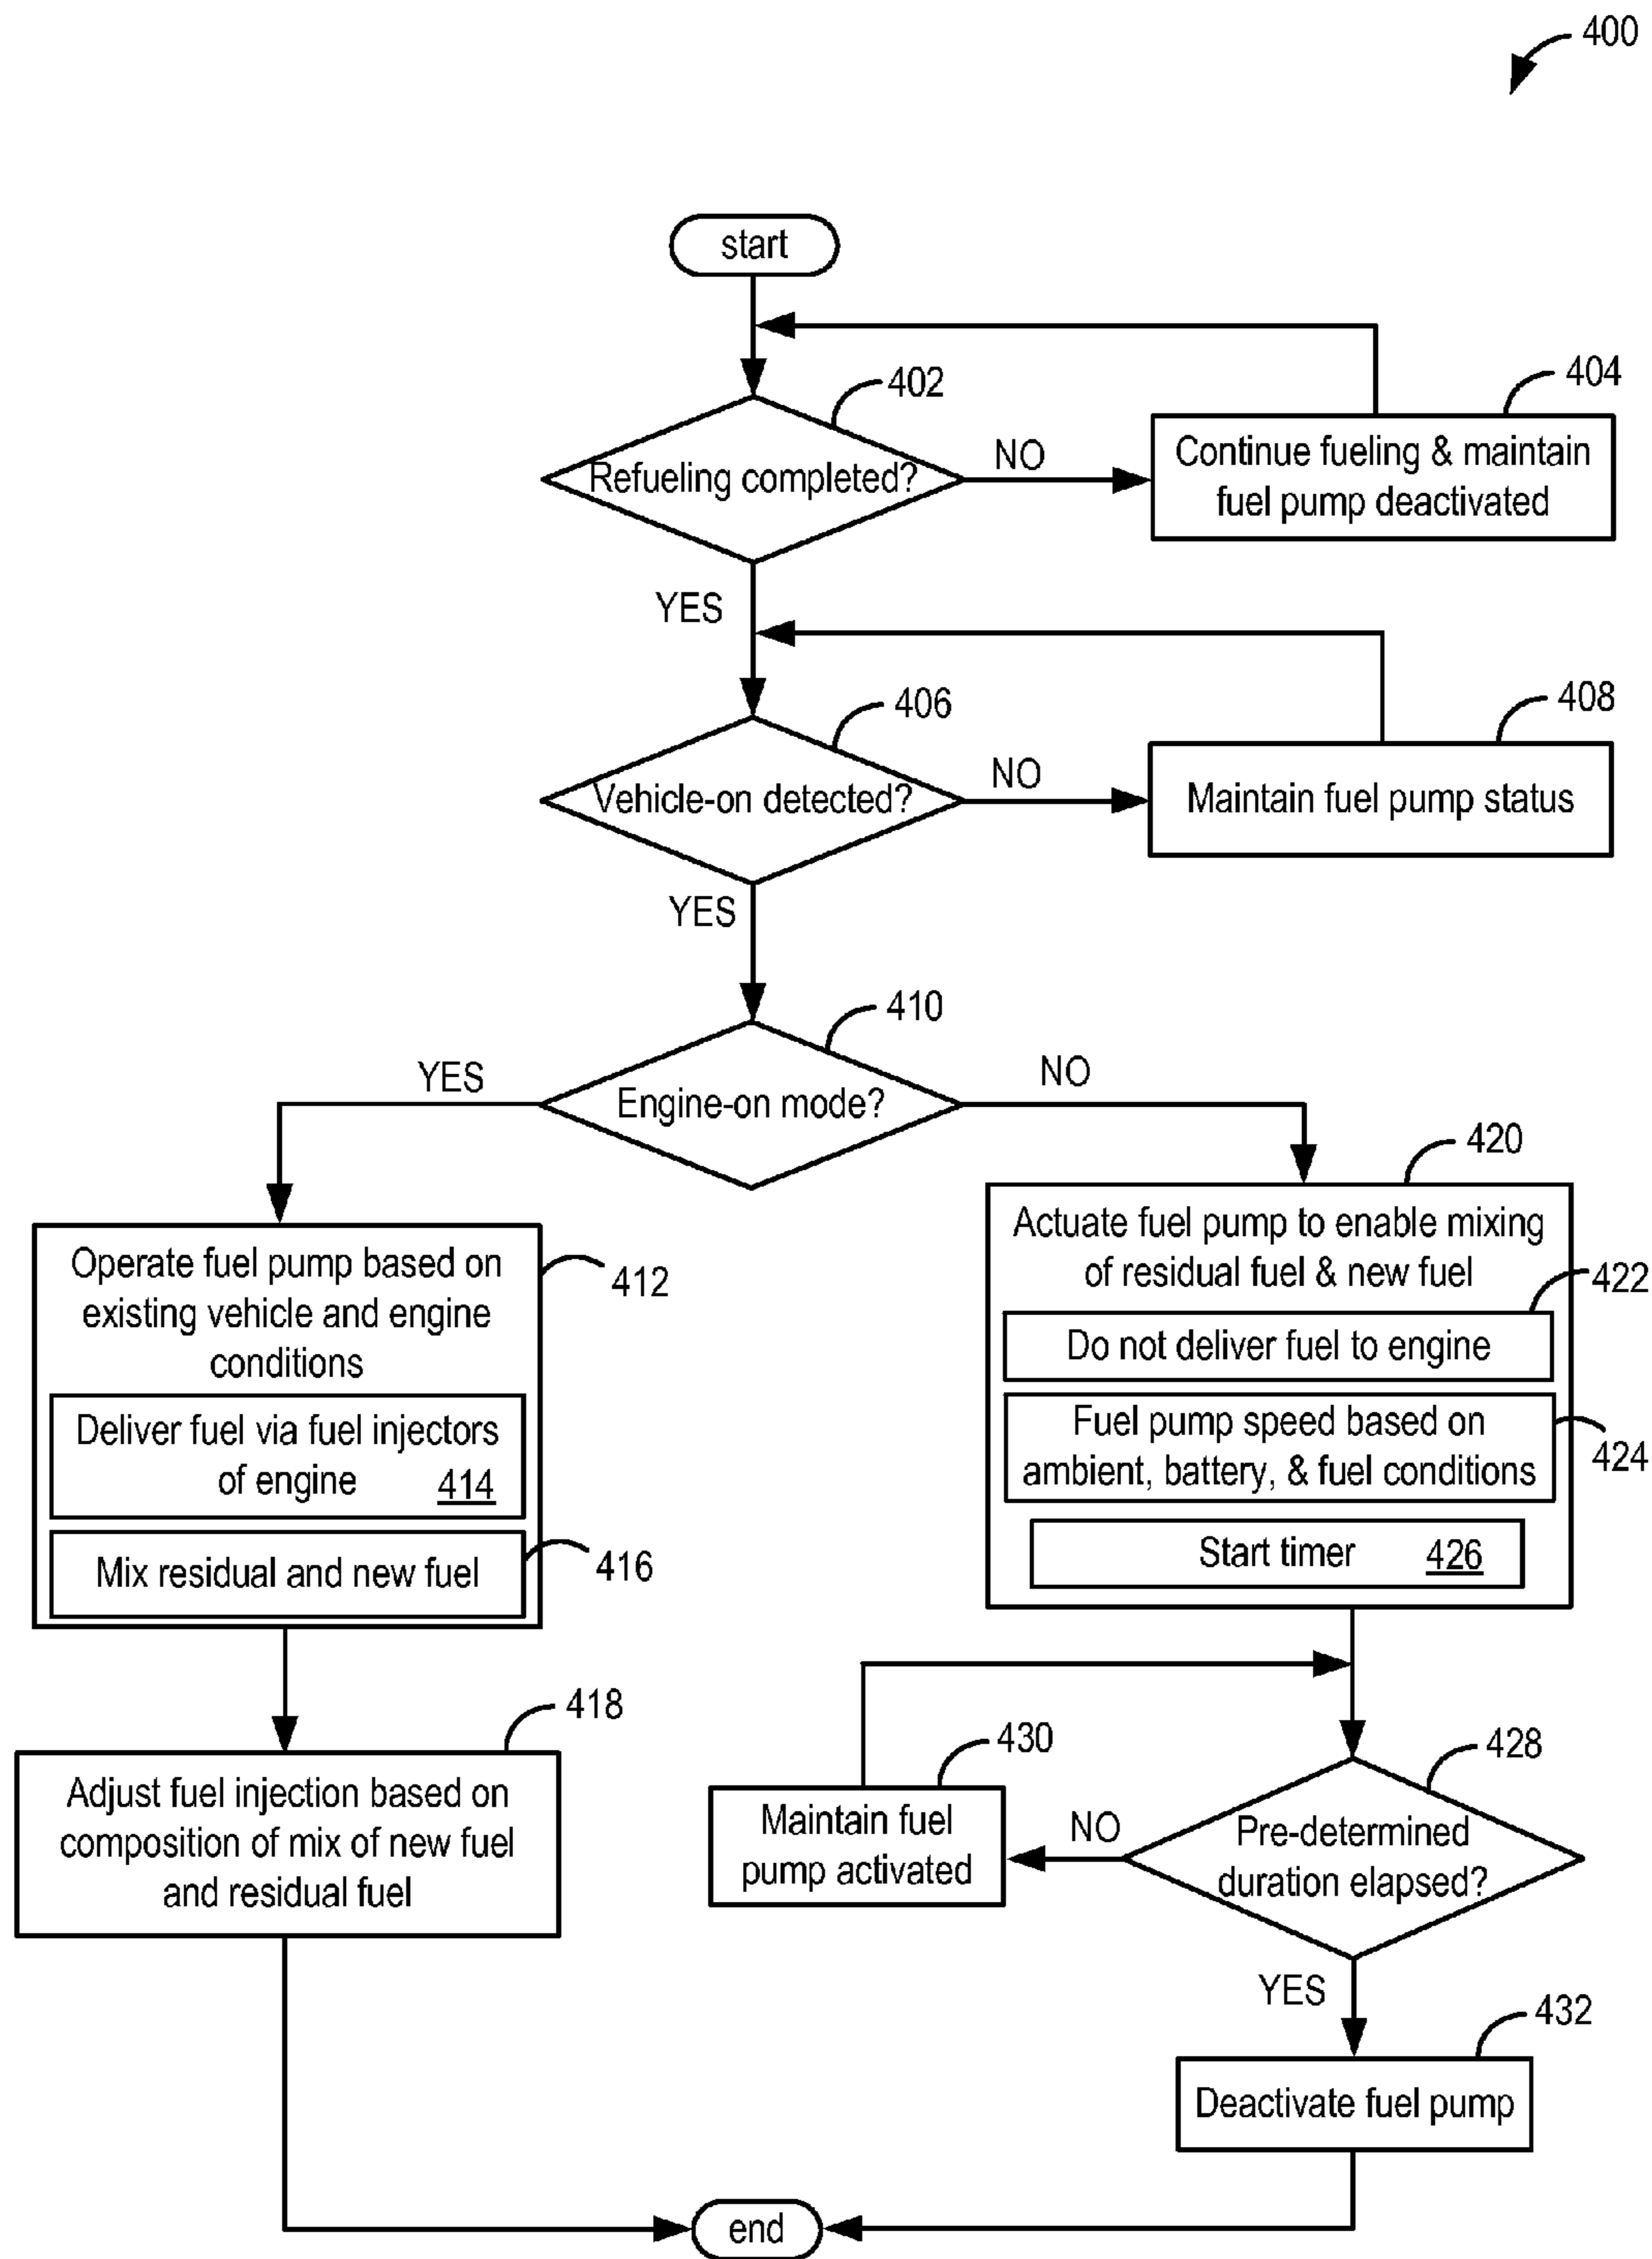 400
start
402
Refueling completed?
NO
404
Continue fueling & maintain
fuel pump deactivated
YES
406
Vehicle-on detected?
NO
408
Maintain fuel pump status
YES
410
Engine-on mode?
YES
NO
412
Operate fuel pump based on
existing vehicle and engine
conditions
Deliver fuel via fuel injectors
of engine 414
Mix residual and new fuel
416
418
Adjust fuel injection based on
composition of mix of new fuel
and residual fuel
420
Actuate fuel pump to enable mixing
of residual fuel & new fuel
422
Do not deliver fuel to engine
Fuel pump speed based on
ambient, battery, & fuel conditions
424
Start timer 426
428
Pre-determined
duration elapsed?
NO
430
Maintain fuel
pump activated
YES
432
Deactivate fuel pump
end